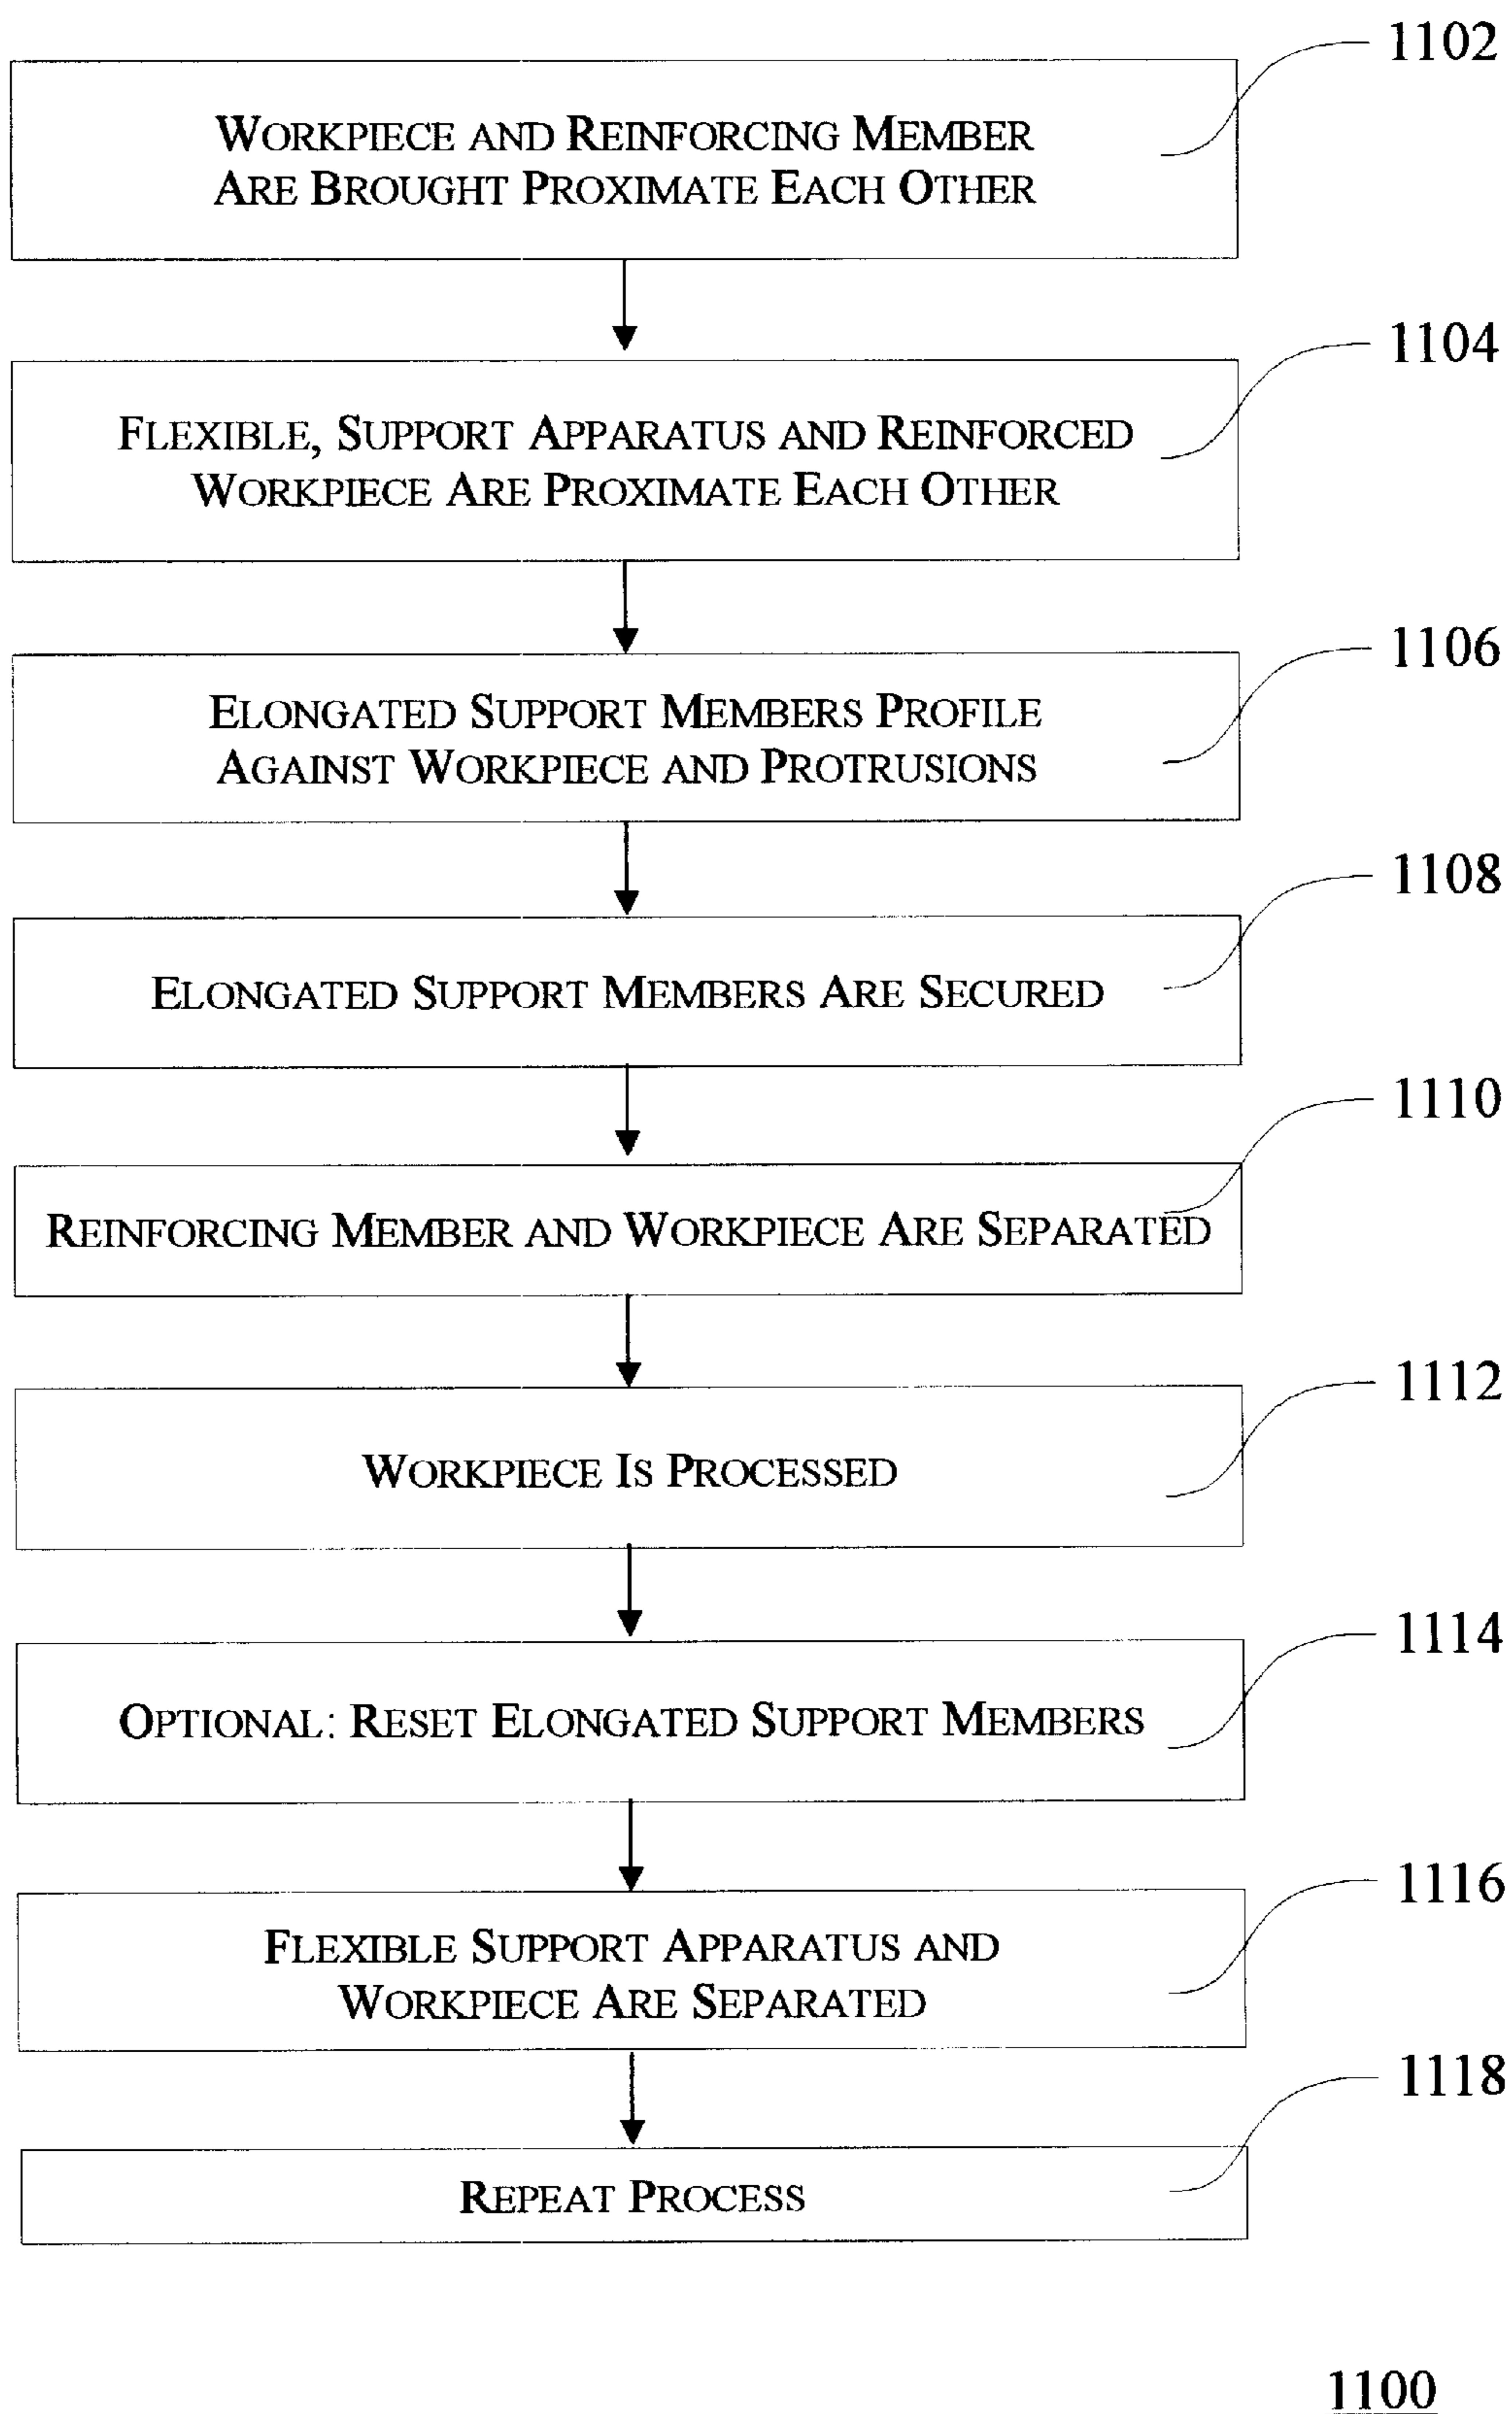 1102
WORKPIECE AND REINFORCING MEMBER
ARE BROUGHT PROXIMATE EACH OTHER
1104
FLEXIBLE, SUPPORT APPARATUS AND REINFORCED
WORKPIECE ARE PROXIMATE EACH OTHER
1106
ELONGATED SUPPORT MEMBERS PROFILE
AGAINST WORKPIECE AND PROTRUSIONS
1108
ELONGATED SUPPORT MEMBERS ARE SECURED
1110
REINFORCING MEMBER AND WORKPIECE ARE SEPARATED
1112
WORKPIECE IS PROCESSED
1114
OPTIONAL: RESET ELONGATED SUPPORT MEMBERS
1116
FLEXIBLE SUPPORT APPARATUS AND
WORKPIECE ARE SEPARATED
1118
REPEAT PROCESS
1100